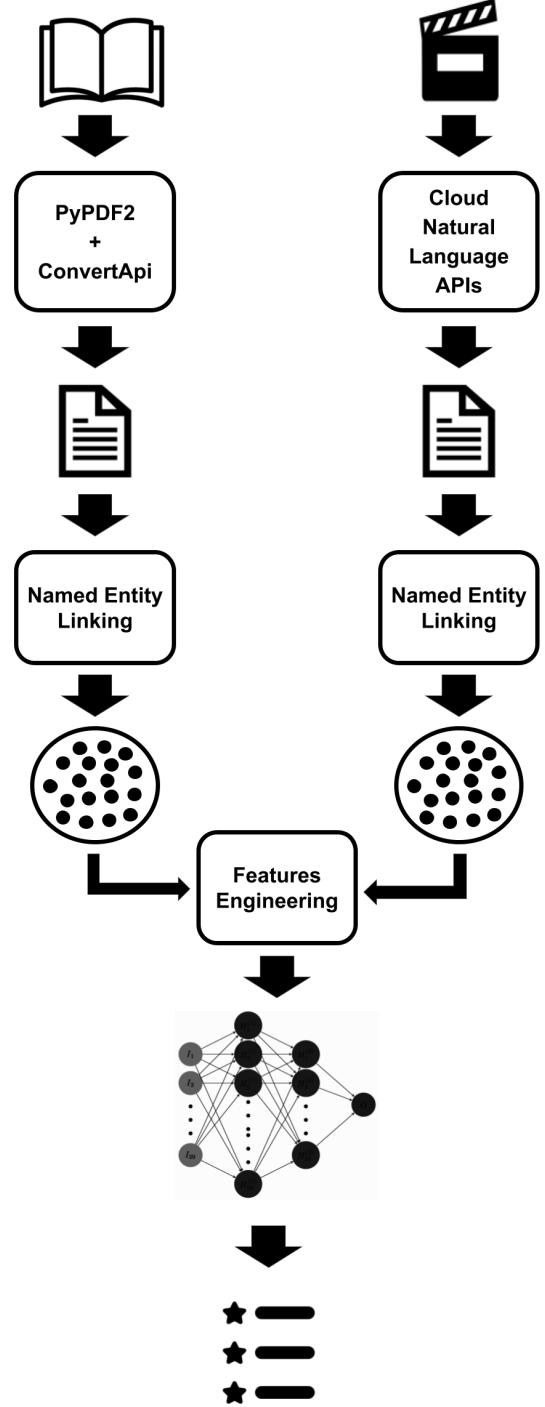 PyPDF2
+
ConvertApi
Cloud
Natural
Language
APIs
Named Entity
Linking
Named Entity
Linking
Features
Engineering
I₁
I₂
I₂₀